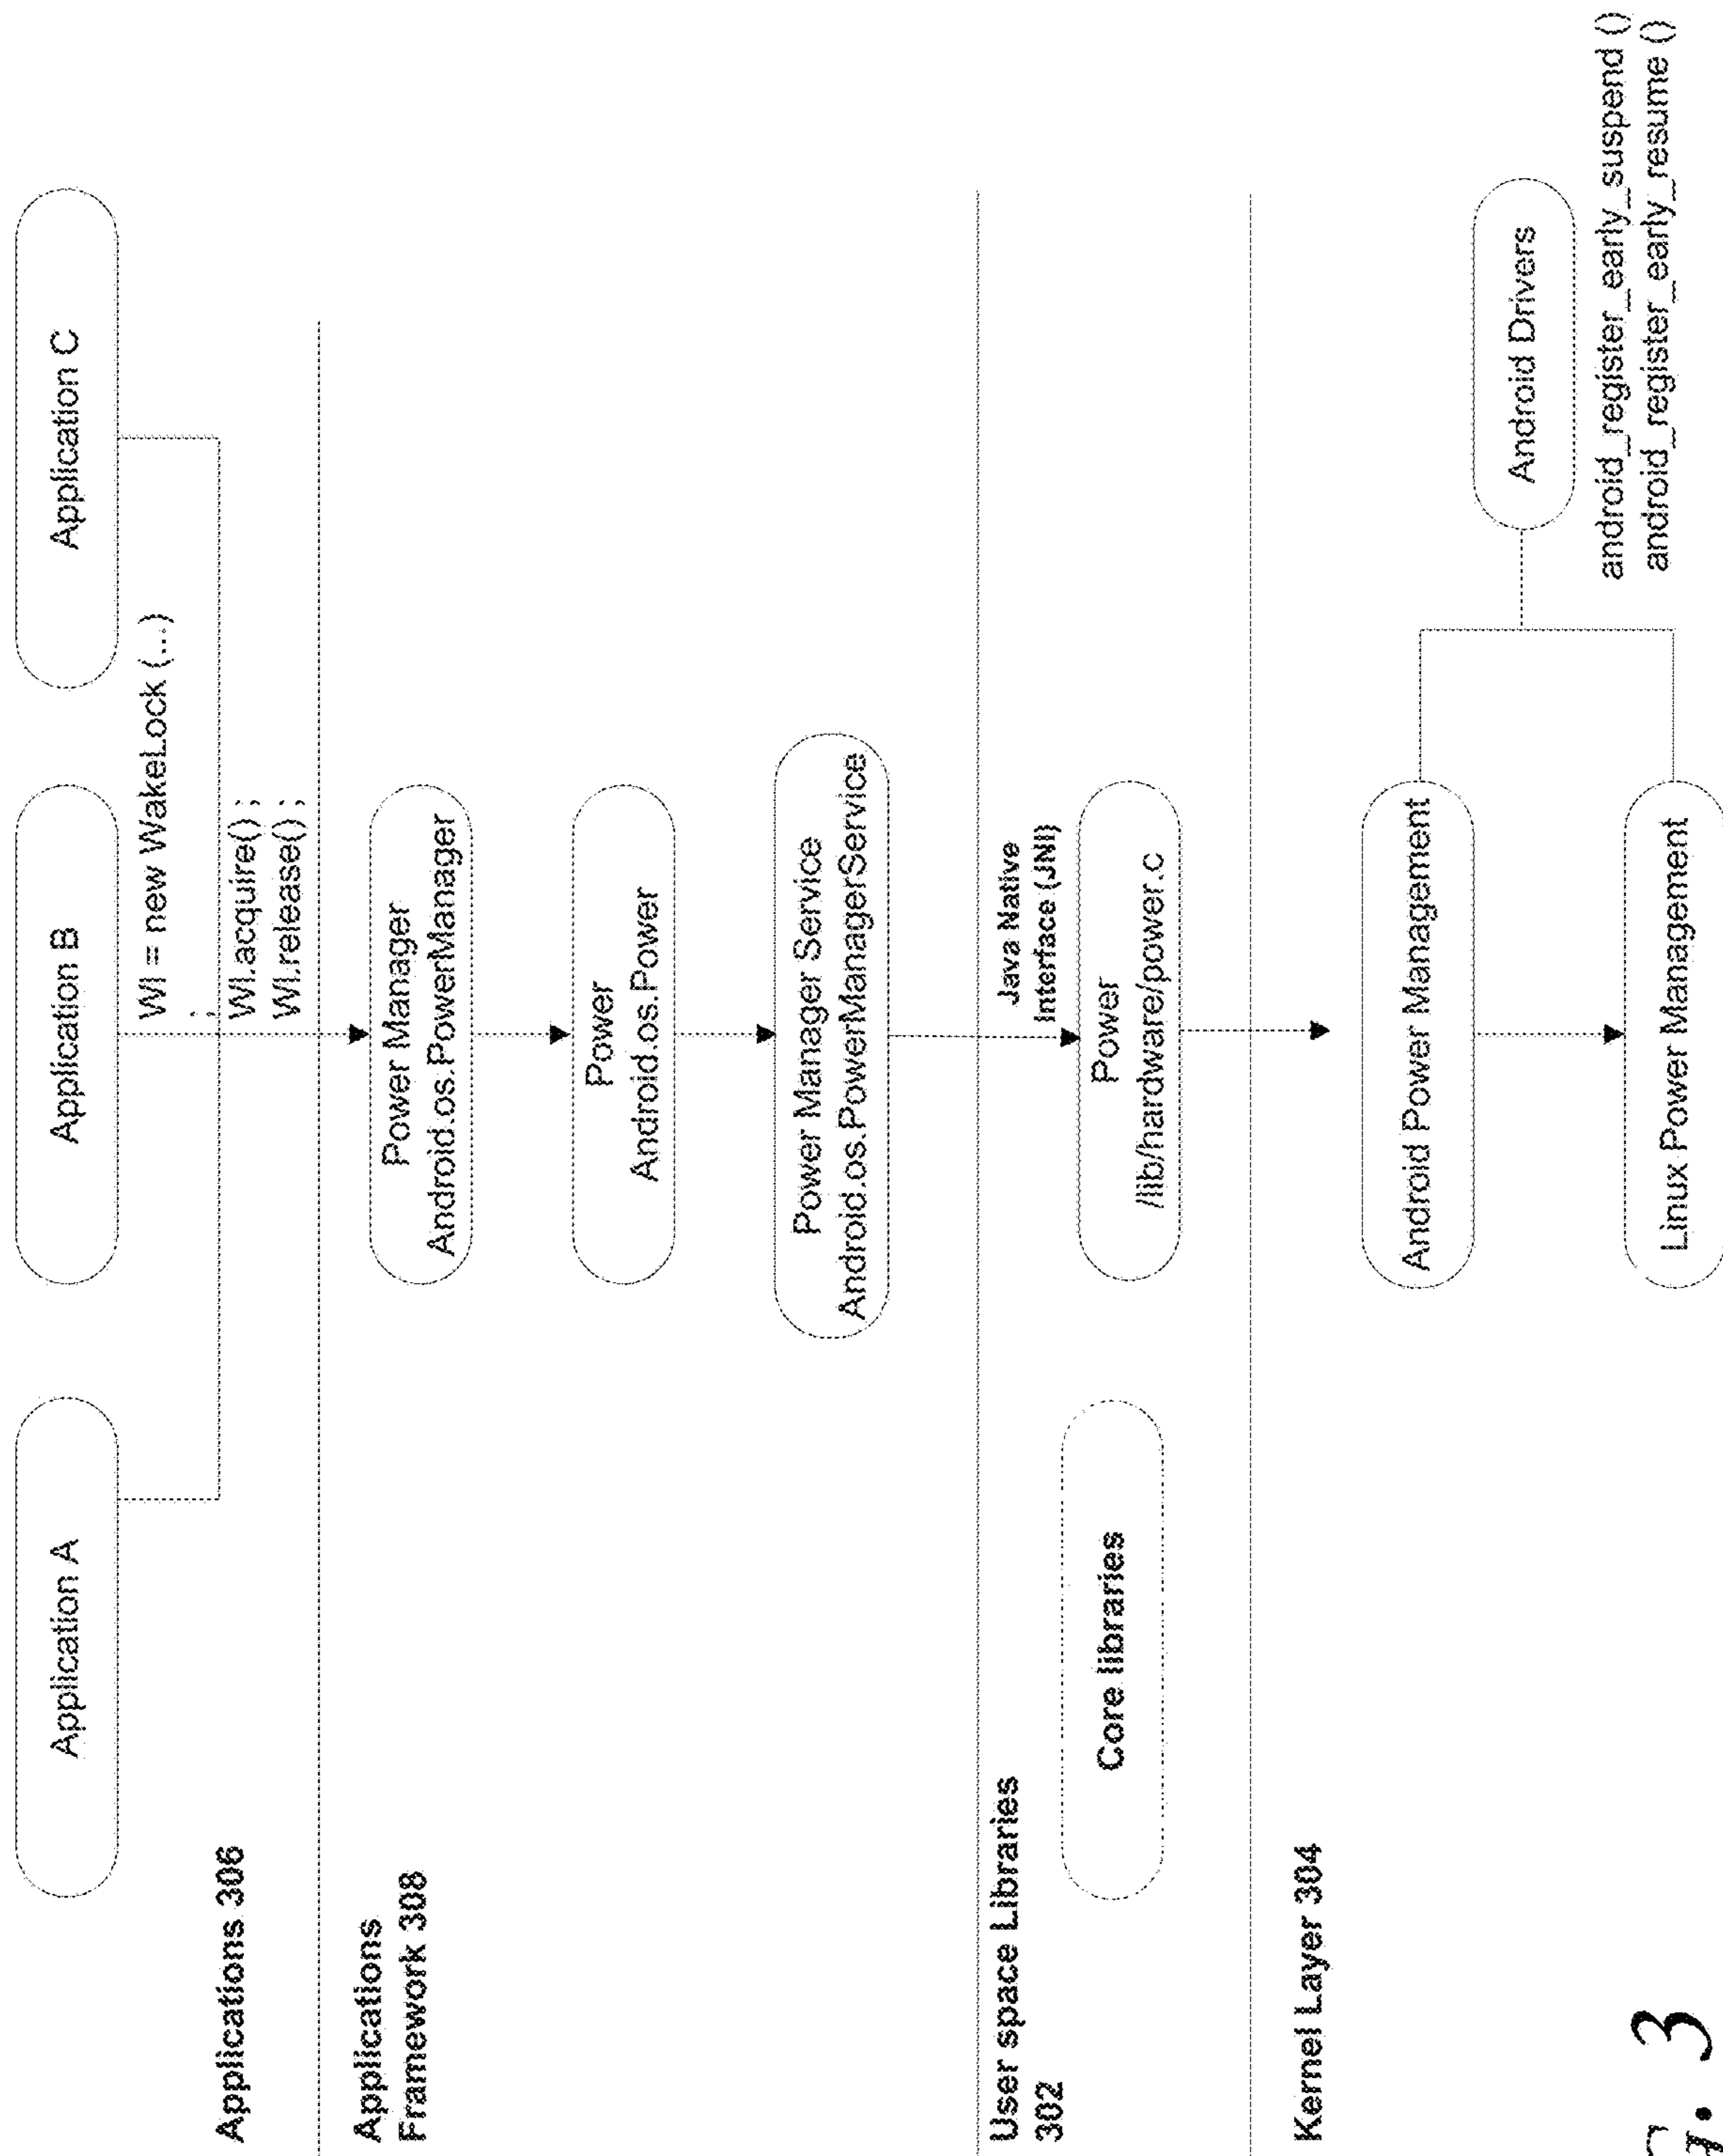 Application A
Application B
Application C
Wl = new WakeLock (...)
;
Applications 306
Wl.acquire() ;
Wl.release() ;
Applications
Framework 308
Power Manager
Android.os.PowerManager
Power
Android.os.Power
Power Manager Service
Android.os.PowerManagerService
User space Libraries
302
Java Native
Interface (JNI)
Core libraries
Power
/lib/hardware/power.c
Kernel Layer 304
Android Power Management
Android Drivers
android_register_early_suspend ()
android_register_early_resume ()
Linux Power Management
3